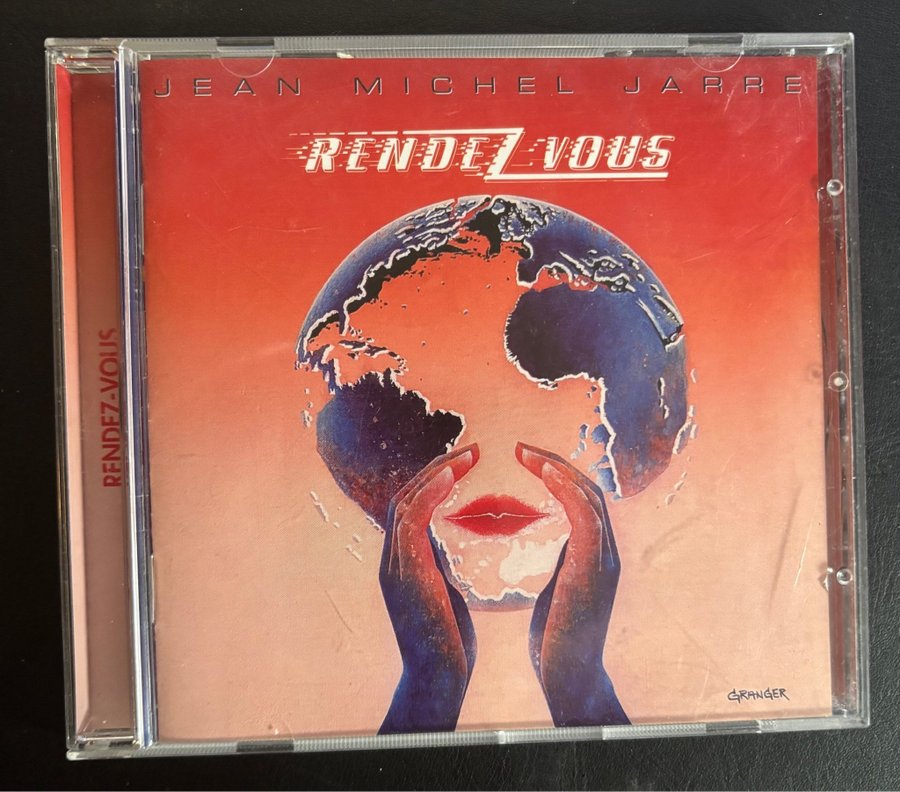 JEAN MICHEL JARRE
RENDEZ VOUS
RENDEZ-VOUS
GRANGER